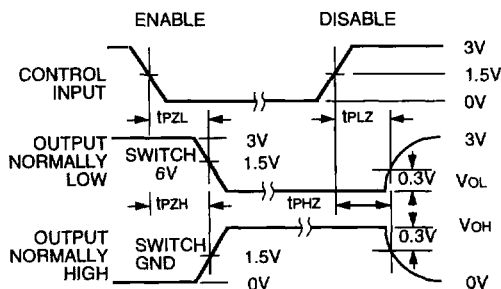 ENABLE DISABLE
3V
CONTROL INPUT 1.5V
0V
tPZL tPLZ
OUTPUT NORMALLY LOW
3V 3V
SWITCH 6V 1.5V
0.3V VOL
tPZH tPHZ
VOH
0.3V
OUTPUT NORMALLY HIGH
SWITCH GND 1.5V
0V 0V